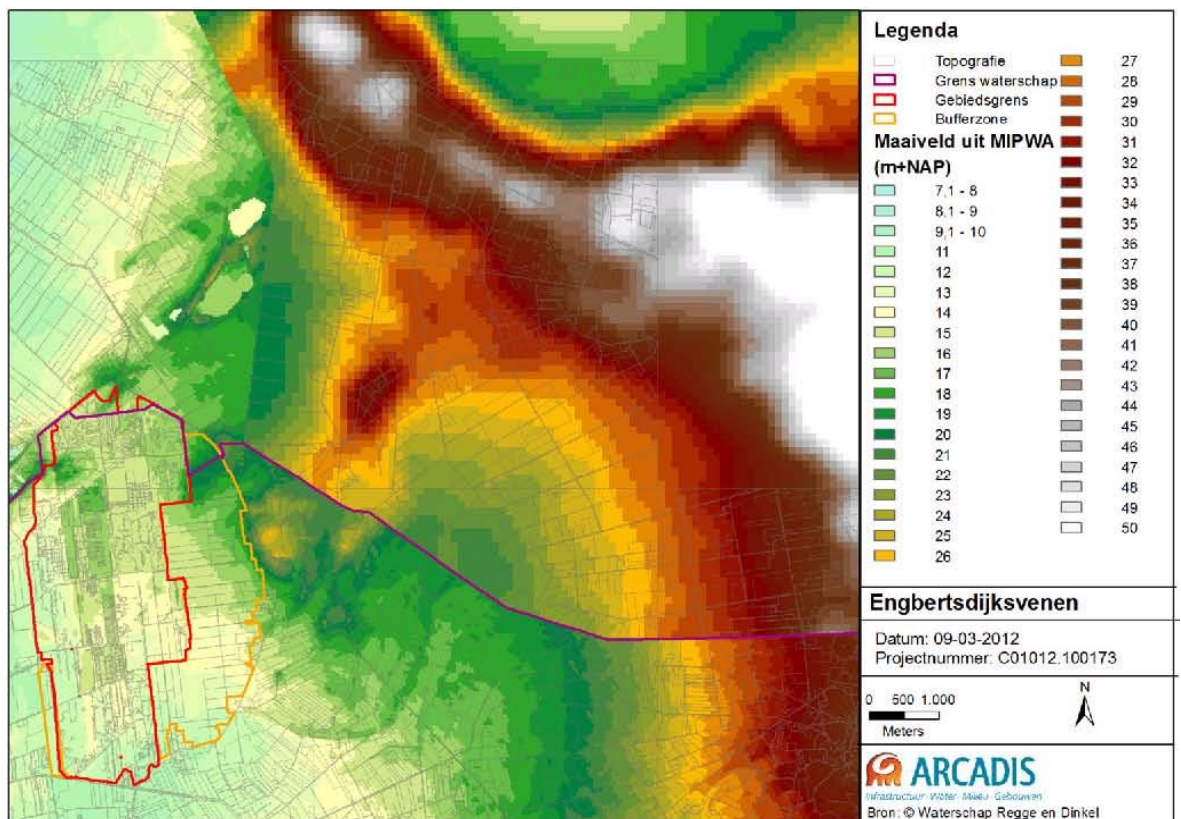 Legenda
Topografie
Grens waterschap
Gebiedsgrens
Bufferzone
Maaiveld uit MIPWA
(m+NAP)
7,1 - 8
8,1 - 9
9,1 - 10
11
12
13
14
15
16
17
18
19
20
21
22
23
24
25
26
27
28
29
30
31
32
33
34
35
36
37
38
39
40
41
42
43
44
45
46
47
48
49
50
Engbertsdijksvenen
Datum: 09-03-2012
Projectnummer: C01012.100173
0 500 1.000
Meters
N
ARCADIS
Infrastructuur · Water · Milieu · Gebouwen
Bron: © Waterschap Regge en Dinkel